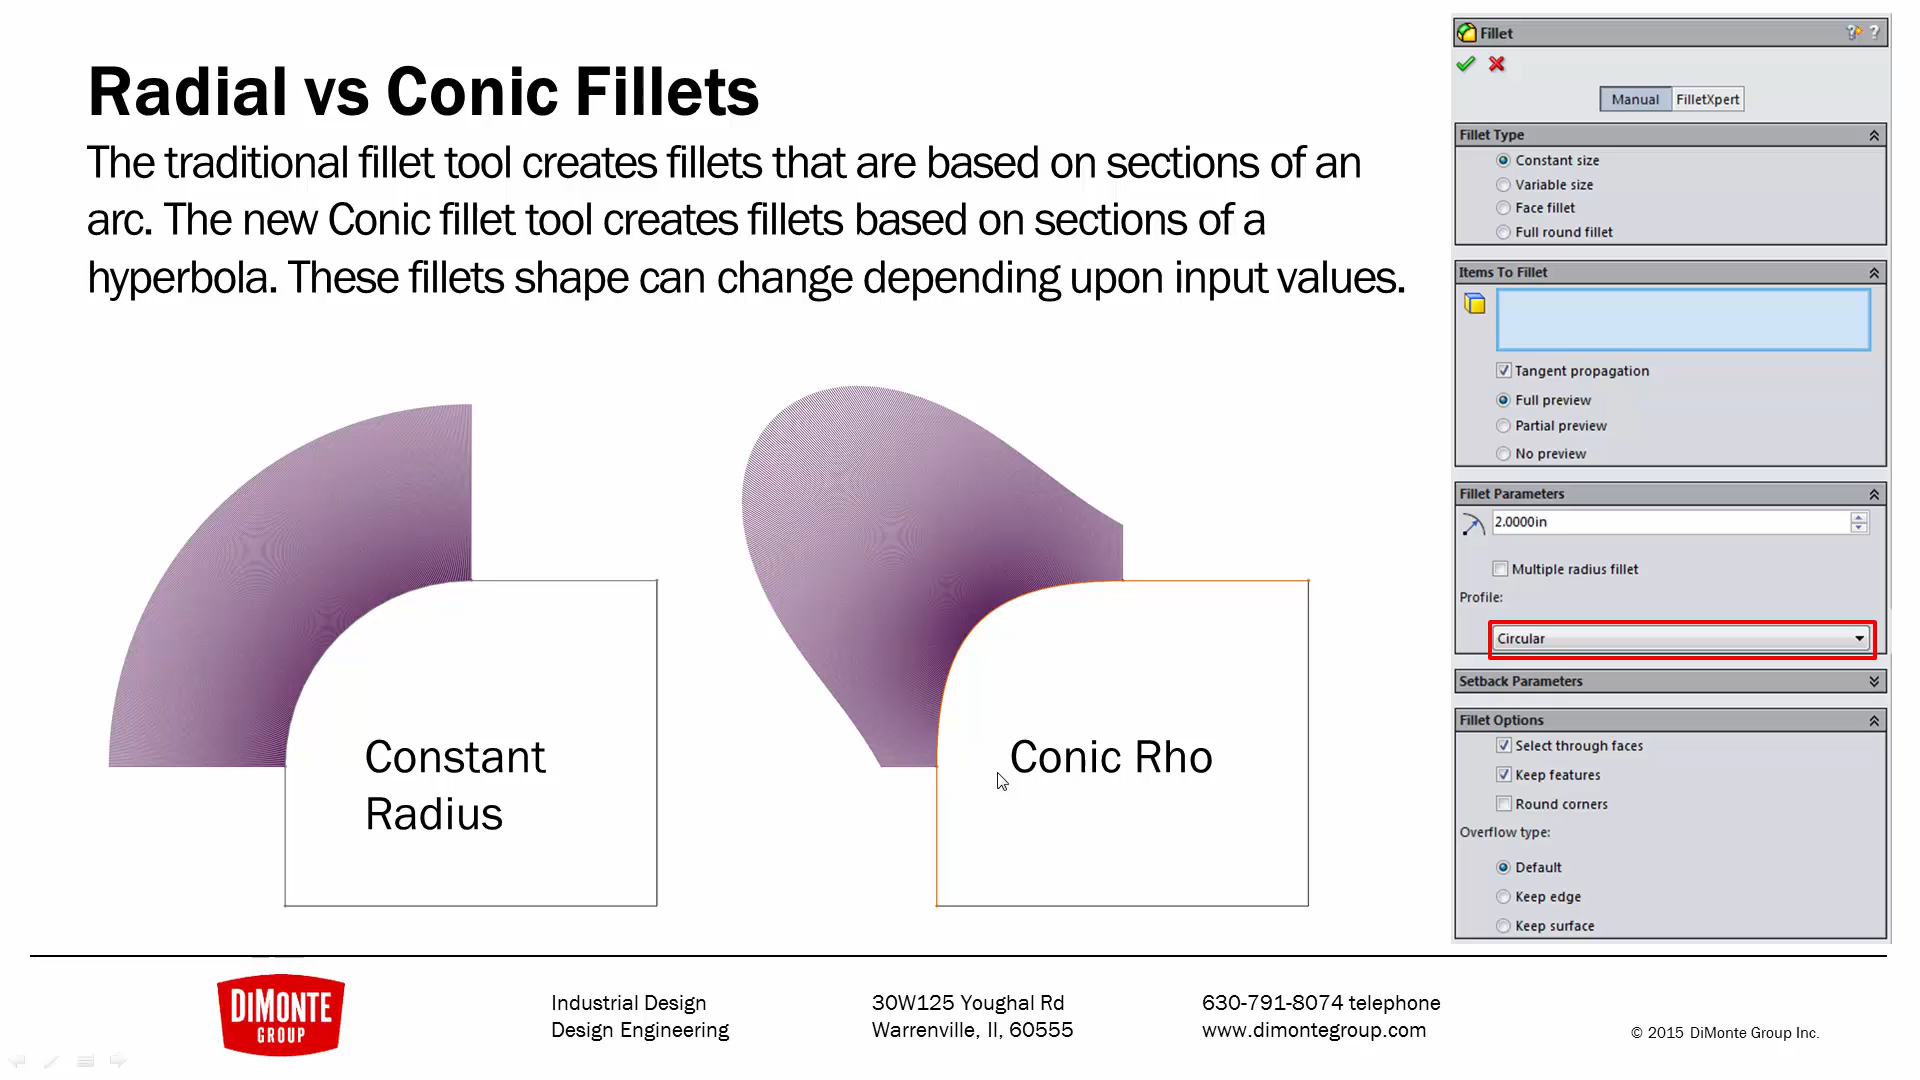 Radial vs Conic Fillets
The traditional fillet tool creates fillets that are based on sections of an
arc. The new Conic fillet tool creates fillets based on sections of a
hyperbola. These fillets shape can change depending upon input values.
Constant
Radius
Conic Rho
Fillet
?
Manual
FilletXpert
Fillet Type
Constant size
Variable size
Face fillet
Full round fillet
Items To Fillet
Tangent propagation
Full preview
Partial preview
No preview
Fillet Parameters
2.0000in
Multiple radius fillet
Profile:
Circular
Setback Parameters
Fillet Options
Select through faces
Keep features
Round corners
Overflow type:
Default
Keep edge
Keep surface
DIMONTE
GROUP
Industrial Design
Design Engineering
30W125 Youghal Rd
Warrenville, Il, 60555
630-791-8074 telephone
www.dimontegroup.com
© 2015 DiMonte Group Inc.